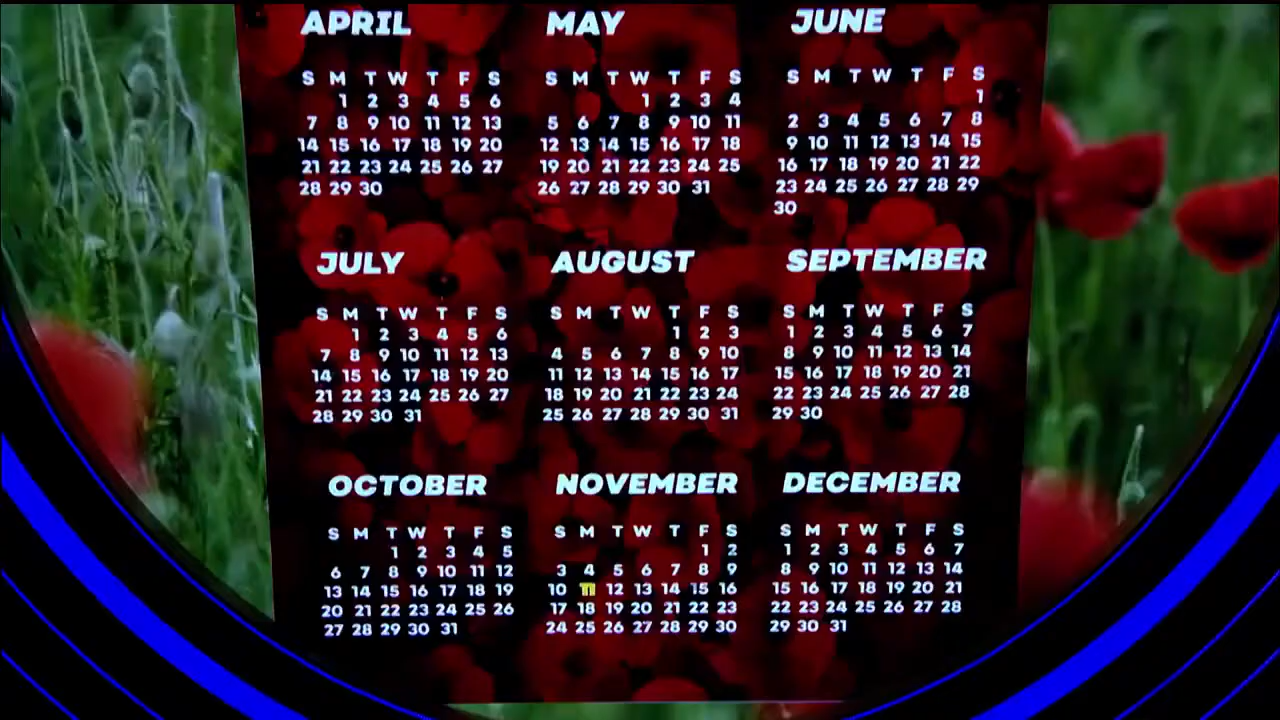 APRIL MAY JUNE
S M T W T F S S M T W T F S S M T W T F S
1 2 3 4 5 6 1 2 3 4 1
7 8 9 10 11 12 13 5 6 7 8 9 10 11 2 3 4 5 6 7 8
14 15 16 17 18 19 20 12 13 14 15 16 17 18 9 10 11 12 13 14 15
21 22 23 24 25 26 27 19 20 21 22 23 24 25 16 17 18 19 20 21 22
28 29 30 26 27 28 29 30 31 23 24 25 26 27 28 29
30
JULY AUGUST SEPTEMBER
S M T W T F S S M T W T F S S M T W T F S
1 2 3 4 5 6 1 2 3 1 2 3 4 5 6 7
7 8 9 10 11 12 13 4 5 6 7 8 9 10 8 9 10 11 12 13 14
14 15 16 17 18 19 20 11 12 13 14 15 16 17 15 16 17 18 19 20 21
21 22 23 24 25 26 27 18 19 20 21 22 23 24 22 23 24 25 26 27 28
28 29 30 31 25 26 27 28 29 30 31 29 30
OCTOBER NOVEMBER DECEMBER
S M T W T F S S M T W T F S S M T W T F S
1 2 3 4 5 1 2 1 2 3 4 5 6 7
6 7 8 9 10 11 12 3 4 5 6 7 8 9 8 9 10 11 12 13 14
13 14 15 16 17 18 19 10 11 12 13 14 15 16 15 16 17 18 19 20 21
20 21 22 23 24 25 26 17 18 19 20 21 22 23 22 23 24 25 26 27 28
27 28 29 30 31 24 25 26 27 28 29 30 29 30 31